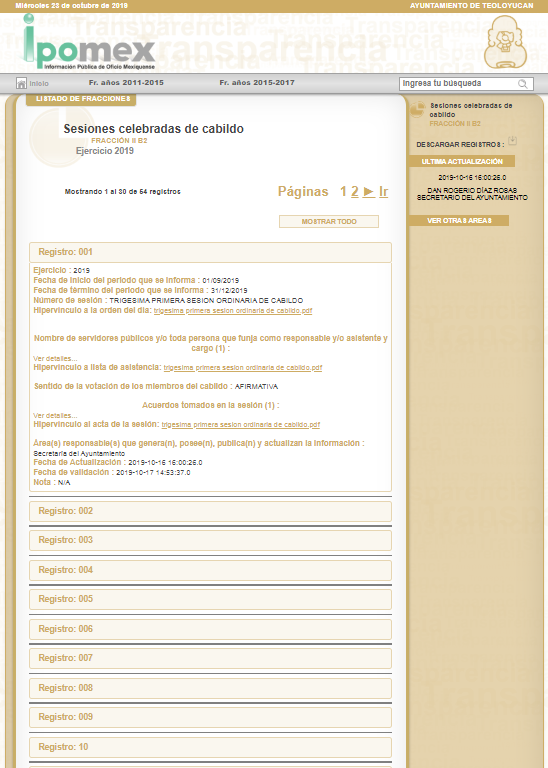 Miércoles 23 de octubre de 2019
AYUNTAMIENTO DE TEOLOYUCAN
ipomex
Información Pública de Oficio Mexiquense
Inicio
Fr. años 2011-2015
Fr. años 2015-2017
Ingresa tu búsqueda
LISTADO DE FRACCIONES
Sesiones celebradas de cabildo
FRACCIÓN II B2
Ejercicio 2019
Mostrando 1 al 30 de 64 registros
Páginas 1 2 ► Ir
MOSTRAR TODO
Registro: 001
Ejercicio : 2019
Fecha de inicio del periodo que se informa : 01/09/2019
Fecha de término del periodo que se informa : 31/12/2019
Número de sesión : TRIGESIMA PRIMERA SESION ORDINARIA DE CABILDO
Hipervínculo a la orden del día: trigesima primera sesion ordinaria de cabildo.pdf
Nombre de servidores públicos y/o toda persona que funja como responsable y/o asistente y
cargo (1) :
Ver detalles...
Hipervínculo a lista de asistencia: trigesima primera sesion ordinaria de cabildo.pdf
Sentido de la votación de los miembros del cabildo : AFIRMATIVA
Acuerdos tomados en la sesión (1) :
Ver detalles...
Hipervínculo al acta de la sesión: trigesima primera sesion ordinaria de cabildo.pdf
Área(s) responsable(s) que genera(n), posee(n), publica(n) y actualizan la información :
Secretaría del Ayuntamiento
Fecha de Actualización : 2019-10-16 16:00:26.0
Fecha de validación : 2019-10-17 14:53:37.0
Nota : N/A
Registro: 002
Registro: 003
Registro: 004
Registro: 005
Registro: 006
Registro: 007
Registro: 008
Registro: 009
Registro: 10
Sesiones celebradas de
cabildo
FRACCIÓN II B2
DESCARGAR REGISTROS :
ULTIMA ACTUALIZACIÓN
2019-10-16 16:00:26.0
DAN ROGERIO DÍAZ ROSAS
SECRETARIO DEL AYUNTAMIENTO
VER OTRAS AREAS